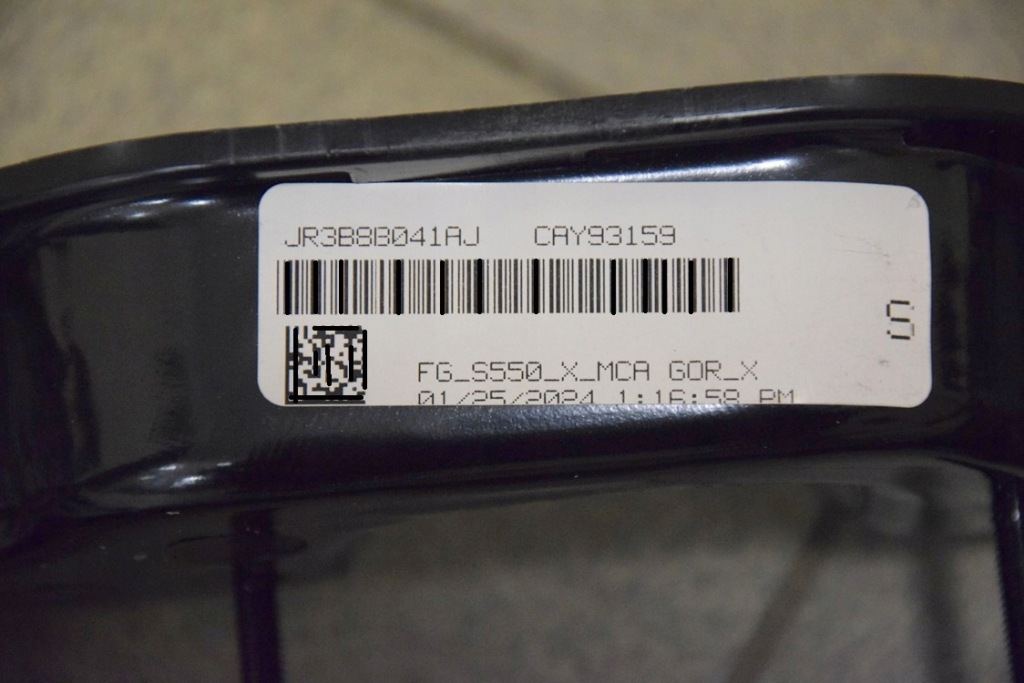 JR3B8B041AJ CAY93159
S
FG_S550_X_MCA GOR_X
01/25/2024 1:16:58 PM